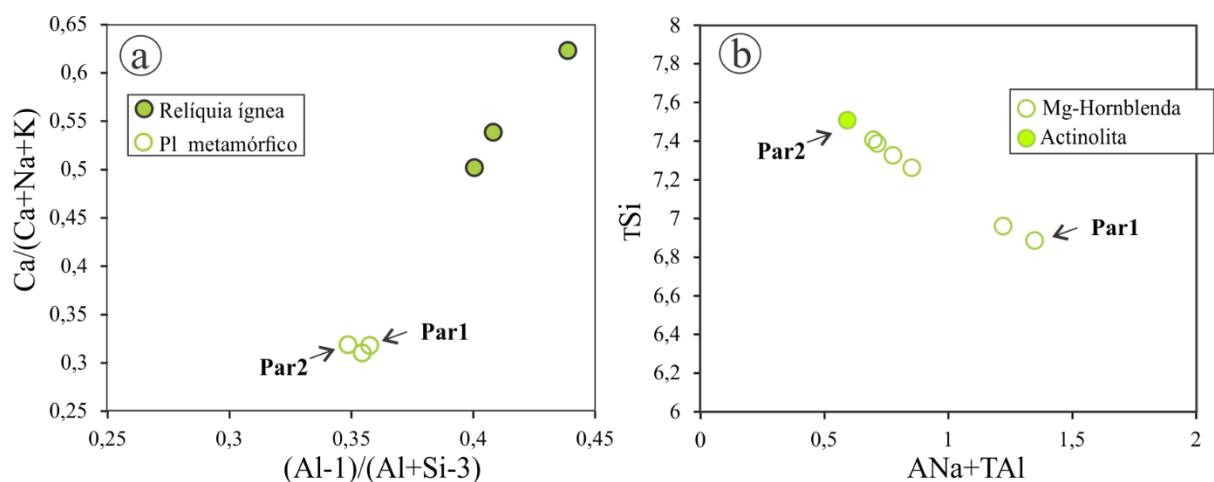 a
0,65
0,6
0,55
0,5
0,45
0,4
0,35
0,3
0,25
Ca/(Ca+Na+K)
Relíquia ígnea
Pl metamórfico
Par1
Par2
0,25
0,3
0,35
0,4
0,45
(Al-1)/(Al+Si-3)
b
8
7,8
7,6
7,4
7,2
7
6,8
6,6
6,4
6,2
6
TSi
Mg-Hornblenda
Actinolita
Par2
Par1
0
0,5
1
1,5
2
ANa+TAl